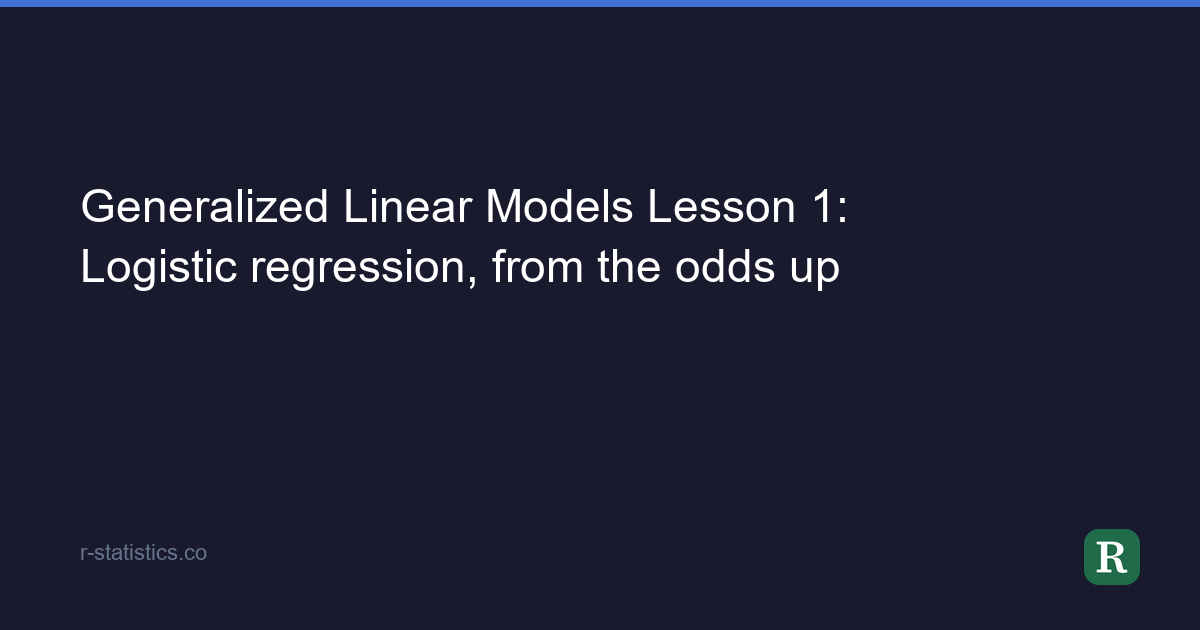 Generalized Linear Models Lesson 1:
Logistic regression, from the odds up
r-statistics.co
R